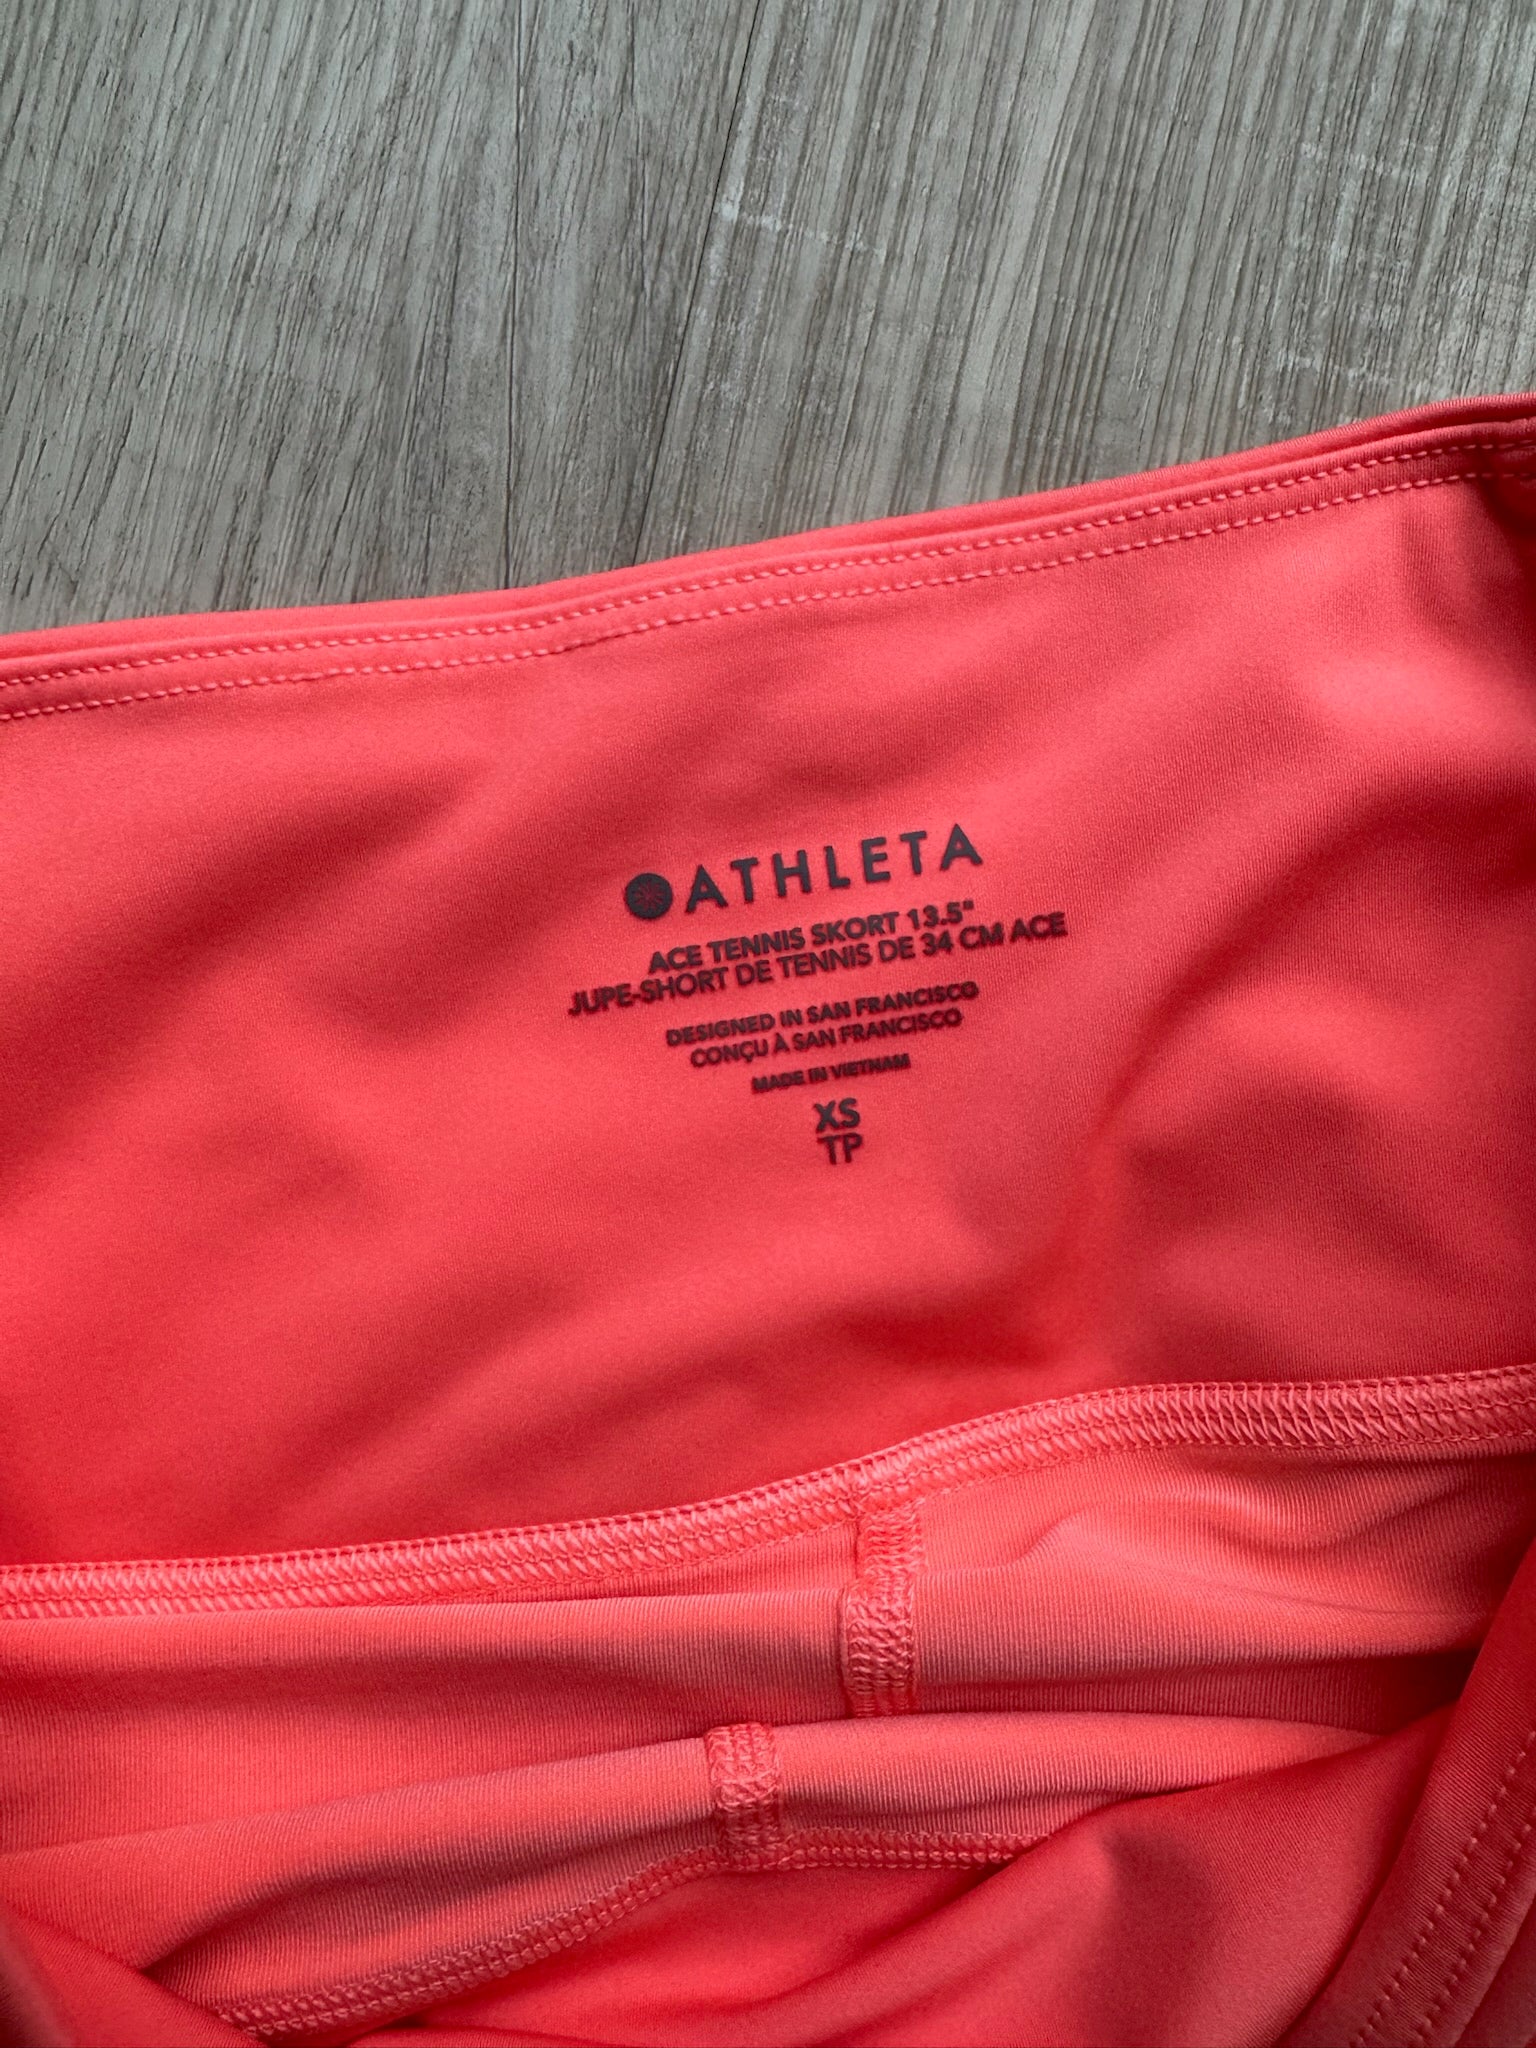 ATHLETA
ACE TENNIS SKORT 13.5"
JUPE-SHORT DE TENNIS DE 34 CM ACE
DESIGNED IN SAN FRANCISCO
CONÇU À SAN FRANCISCO
MADE IN VIETNAM
XS
TP